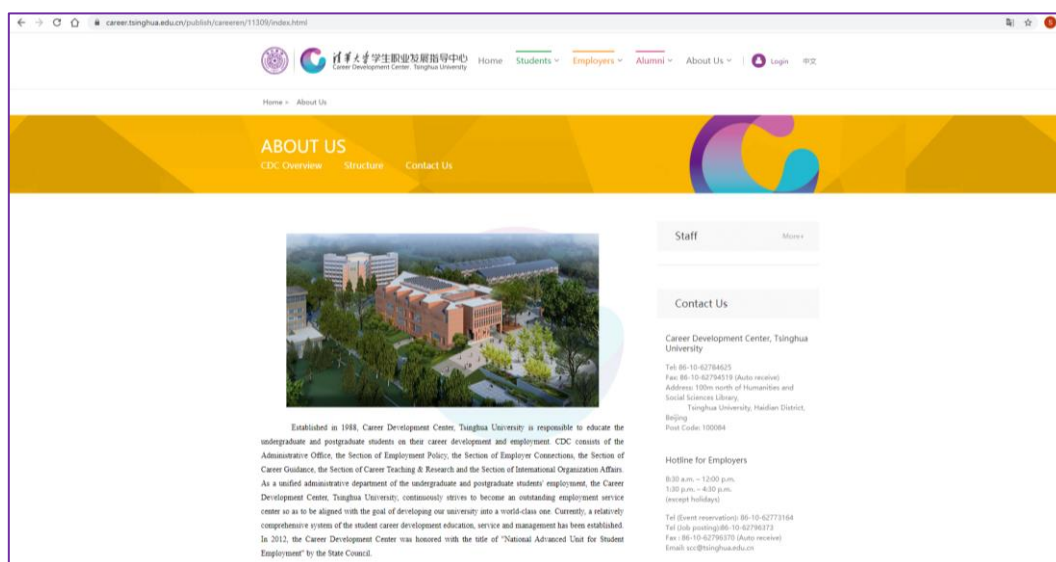 career.tsinghua.edu.cn/publish/careeren/11309/index.html
清华大学学生职业发展指导中心
Career Development Center, Tsinghua University
Home Students Employers Alumni About Us Login 中文
Home > About Us
ABOUT US
CDC Overview Structure Contact Us
Established in 1988, Career Development Center, Tsinghua University is responsible to educate the
undergraduate and postgraduate students on their career development and employment. CDC consists of the
Administrative Office, the Section of Employment Policy, the Section of Employer Connections, the Section of
Career Guidance, the Section of Career Teaching & Research and the Section of International Organization Affairs.
As a unified administrative department of the undergraduate and postgraduate students' employment, the Career
Development Center, Tsinghua University, continuously strives to become an outstanding employment service
center so as to be aligned with the goal of developing our university into a world-class one. Currently, a relatively
comprehensive system of the student career development education, service and management has been established.
In 2012, the Career Development Center was honored with the title of "National Advanced Unit for Student
Employment" by the State Council.
Staff More+
Contact Us
Career Development Center, Tsinghua
University
Tel: 86-10-62784625
Fax: 86-10-62794519 (Auto receive)
Address: 100m north of Humanities and
Social Sciences Library,
Tsinghua University, Haidian District,
Beijing
Post Code: 100084
Hotline for Employers
8:30 a.m. – 12:00 p.m.
1:30 p.m. – 4:30 p.m.
(except holidays)
Tel (Event reservation): 86-10-62773164
Tel (Job posting):86-10-62796373
Fax : 86-10-62796370 (Auto receive)
Email: scc@tsinghua.edu.cn